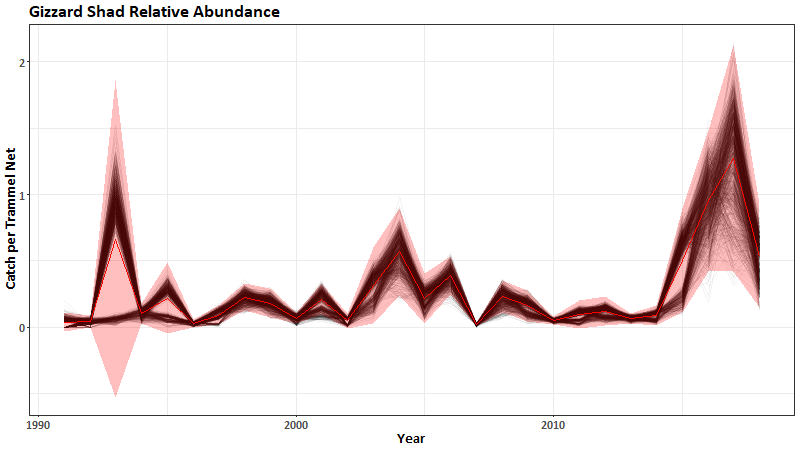 Gizzard Shad Relative Abundance
Catch per Trammel Net
2
1
0
1990
2000
2010
Year